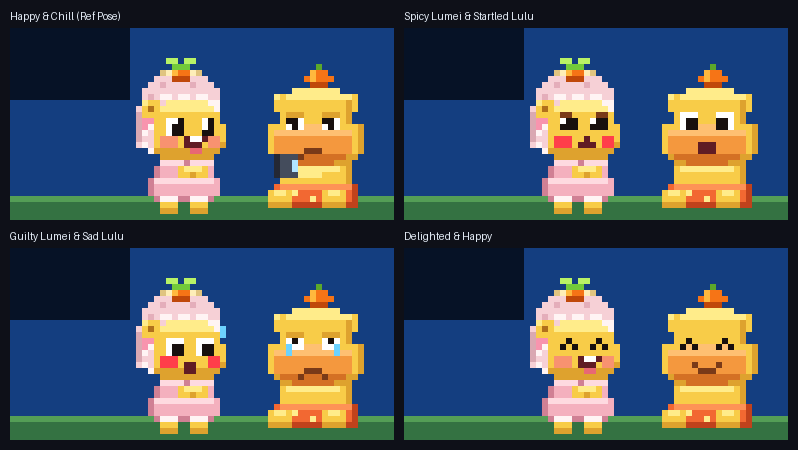 Happy & Chill (Ref Pose)
Spicy Lumei & Startled Lulu
Guilty Lumei & Sad Lulu
Delighted & Happy